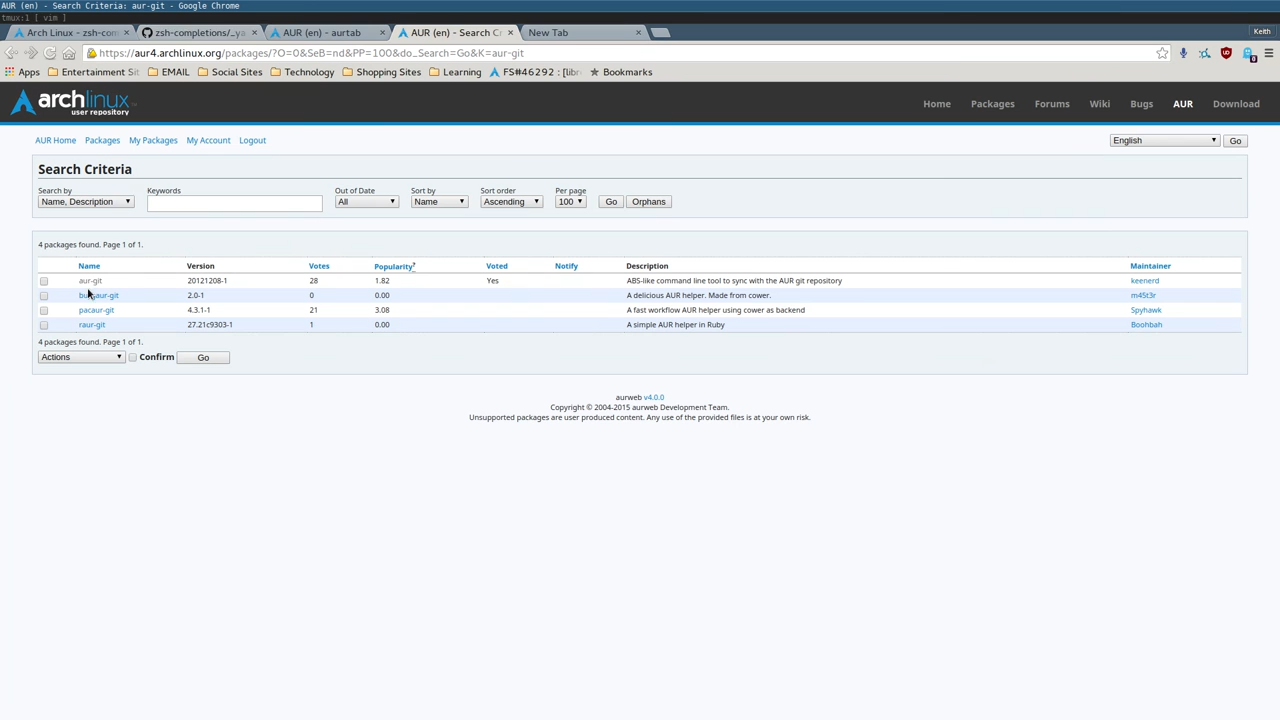 AUR (en) - Search Criteria: aur-git - Google Chrome
tmux:1 [ vim ]
Arch Linux - zsh-com × zsh-completions/_ya × AUR (en) - aurtab × AUR (en) - Search Cr × New Tab × Keith
https://aur4.archlinux.org/packages/?O=0&SeB=nd&PP=100&do_Search=Go&K=aur-git
Apps Entertainment Sit EMAIL Social Sites Technology Shopping Sites Learning FS#46292 : [libr Bookmarks
archlinux user repository Home Packages Forums Wiki Bugs AUR Download
AUR Home Packages My Packages My Account Logout English Go
Search Criteria
Search by Keywords Out of Date Sort by Sort order Per page
Name, Description All Name Ascending 100 Go Orphans
4 packages found. Page 1 of 1.
Name Version Votes Popularity? Voted Notify Description Maintainer
aur-git 20121208-1 28 1.82 Yes ABS-like command line tool to sync with the AUR git repository keenerd
aur-git 2.0-1 0 0.00 A delicious AUR helper. Made from cower. m45t3r
pacaur-git 4.3.1-1 21 3.08 A fast workflow AUR helper using cower as backend Spyhawk
raur-git 27.21c9303-1 1 0.00 A simple AUR helper in Ruby Boohbah
4 packages found. Page 1 of 1.
Actions Confirm Go
aurweb v4.0.0
Copyright © 2004-2015 aurweb Development Team.
Unsupported packages are user produced content. Any use of the provided files is at your own risk.